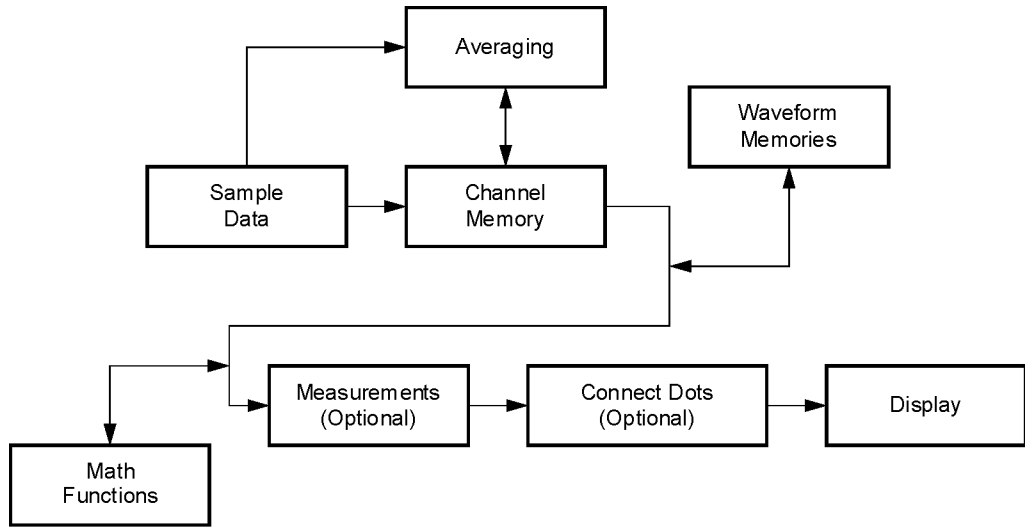 Averaging
Waveform
Memories
Sample
Data
Channel
Memory
Measurements
(Optional)
Connect Dots
(Optional)
Display
Math
Functions